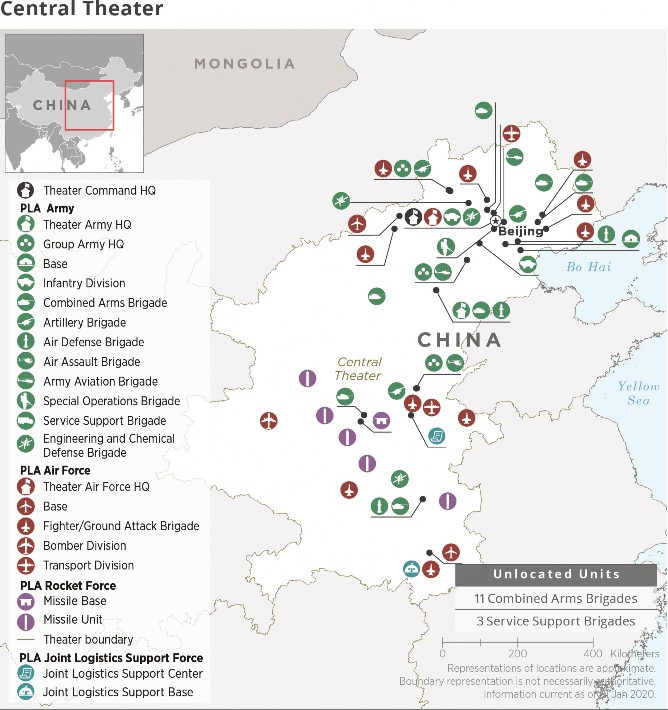 Central Theater
MONGOLIA
CHINA
Theater Command HQ
PLA Army
Theater Army HQ
Group Army HQ
Base
Infantry Division
Combined Arms Brigade
Artillery Brigade
Air Defense Brigade
Air Assault Brigade
Army Aviation Brigade
Special Operations Brigade
Service Support Brigade
Engineering and Chemical
Defense Brigade
PLA Air Force
Theater Air Force HQ
Base
Fighter/Ground Attack Brigade
Bomber Division
Transport Division
PLA Rocket Force
Missile Base
Missile Unit
Theater boundary
PLA Joint Logistics Support Force
Joint Logistics Support Center
Joint Logistics Support Base
Beijing
Bo Hai
CHINA
Central
Theater
Yellow
Sea
Unlocated Units
11 Combined Arms Brigades
3 Service Support Brigades
0 200 400 Kilometers
Representations of locations are approximate.
Boundary representation is not necessarily authoritative.
Information current as of Jan 2020.